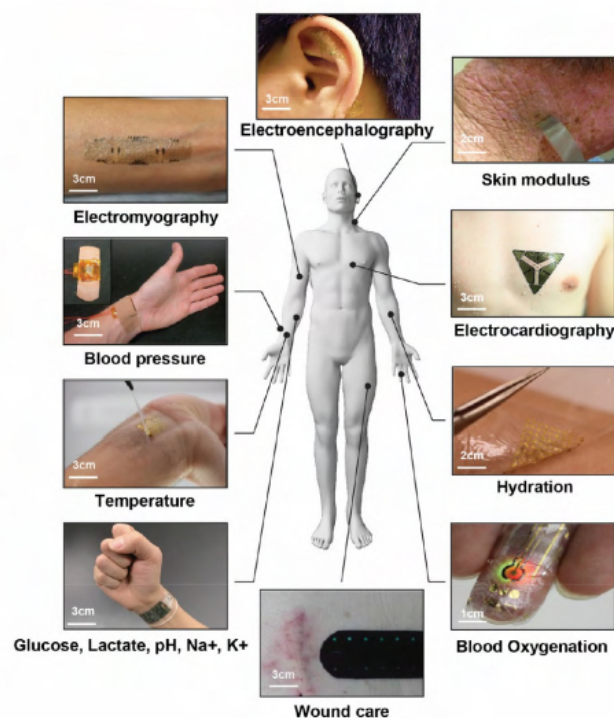 3cm
Electroencephalography
3cm
Electromyography
2cm
Skin modulus
3cm
Blood pressure
3cm
Electrocardiography
3cm
Temperature
2cm
Hydration
3cm
Glucose, Lactate, pH, Na+, K+
1cm
Blood Oxygenation
3cm
Wound care